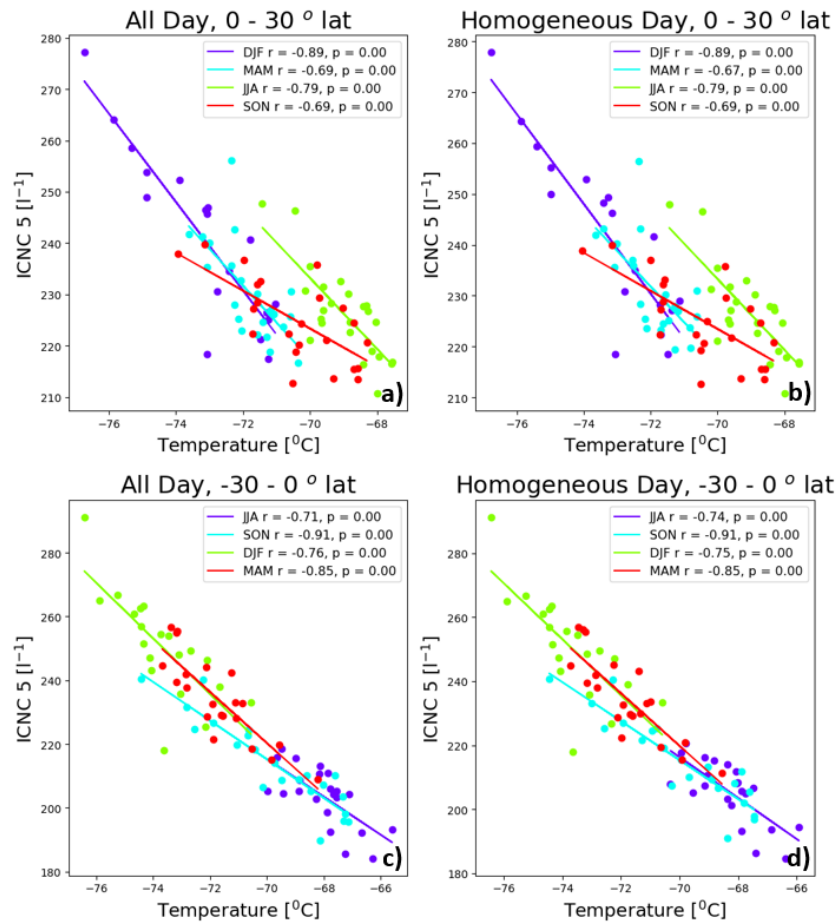 All Day, 0 - 30 ° lat
Homogeneous Day, 0 - 30 ° lat
DJF r = -0.89, p = 0.00
MAM r = -0.69, p = 0.00
JJA r = -0.79, p = 0.00
SON r = -0.69, p = 0.00
DJF r = -0.89, p = 0.00
MAM r = -0.67, p = 0.00
JJA r = -0.79, p = 0.00
SON r = -0.69, p = 0.00
ICNC 5 [l⁻¹]
280
270
260
250
240
230
220
210
ICNC 5 [l⁻¹]
280
270
260
250
240
230
220
210
a)
b)
−76 −74 −72 −70 −68
−76 −74 −72 −70 −68
Temperature [⁰C]
Temperature [⁰C]
All Day, -30 - 0 ° lat
Homogeneous Day, -30 - 0 ° lat
JJA r = -0.71, p = 0.00
SON r = -0.91, p = 0.00
DJF r = -0.76, p = 0.00
MAM r = -0.85, p = 0.00
JJA r = -0.74, p = 0.00
SON r = -0.91, p = 0.00
DJF r = -0.75, p = 0.00
MAM r = -0.85, p = 0.00
ICNC 5 [l⁻¹]
300
280
260
240
220
200
180
ICNC 5 [l⁻¹]
300
280
260
240
220
200
180
c)
d)
−76 −74 −72 −70 −68 −66
−76 −74 −72 −70 −68 −66
Temperature [⁰C]
Temperature [⁰C]